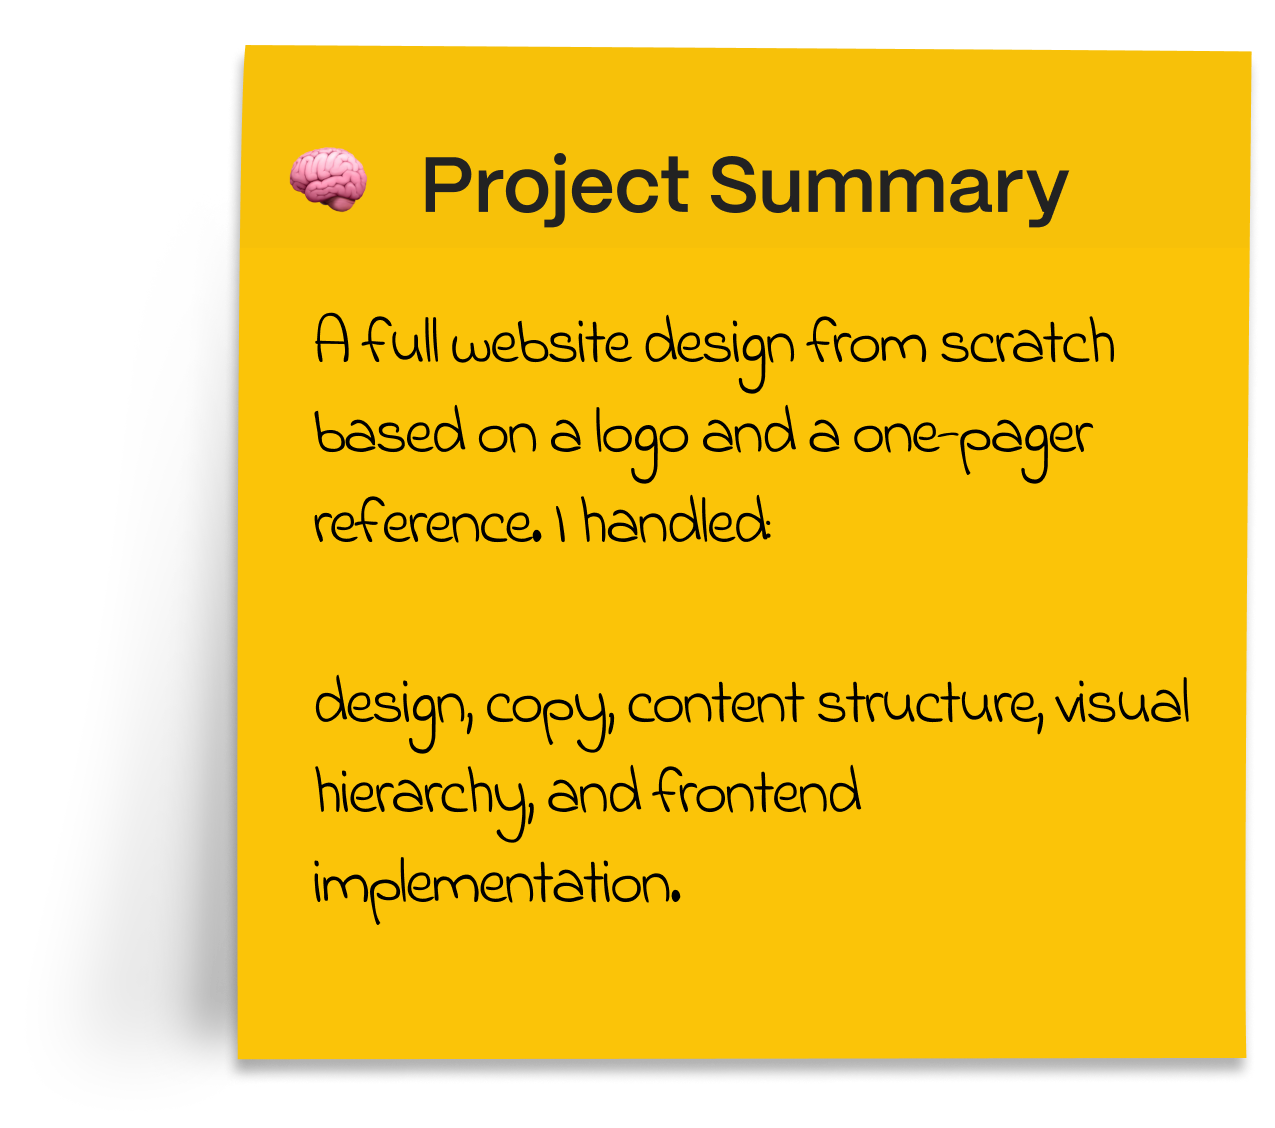 🧠 Project Summary
A full website design from scratch
based on a logo and a one-pager
reference. I handled:
design, copy, content structure, visual
hierarchy, and frontend
implementation.